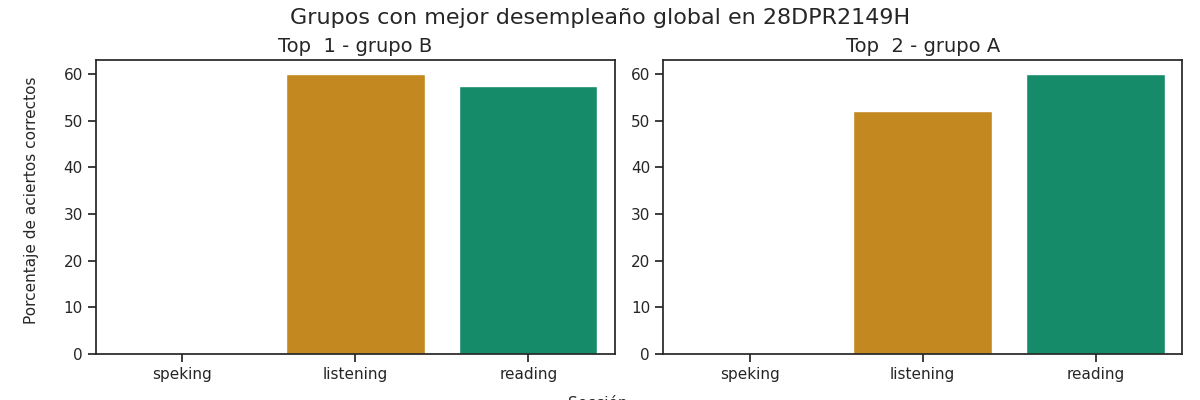 Grupos con mejor desempleaño global en 28DPR2149H
Top 1 - grupo B
Top 2 - grupo A
Porcentaje de aciertos correctos
60
50
40
30
20
10
0
speking
listening
reading
60
50
40
30
20
10
0
speking
listening
reading
Sección